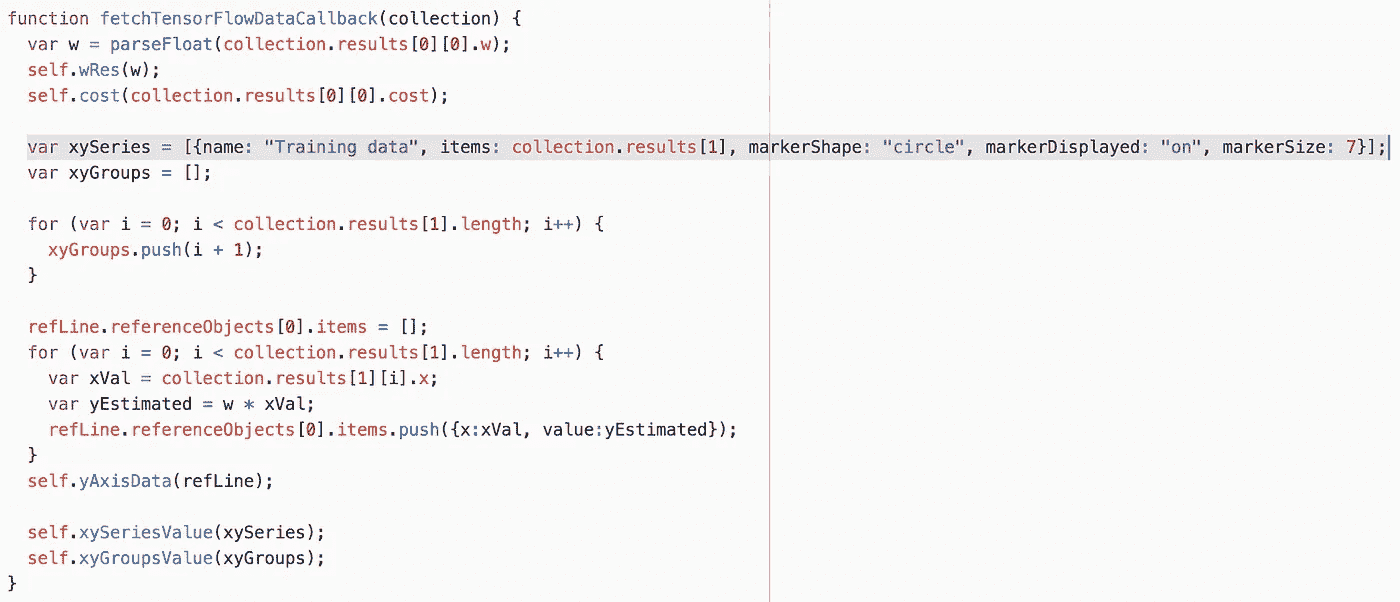 function fetchTensorFlowDataCallback(collection) {
  var w = parseFloat(collection.results[0][0].w);
  self.wRes(w);
  self.cost(collection.results[0][0].cost);

  var xySeries = [{name: "Training data", items: collection.results[1], markerShape: "circle", markerDisplayed: "on", markerSize: 7}];
  var xyGroups = [];

  for (var i = 0; i < collection.results[1].length; i++) {
    xyGroups.push(i + 1);
  }

  refLine.referenceObjects[0].items = [];
  for (var i = 0; i < collection.results[1].length; i++) {
    var xVal = collection.results[1][i].x;
    var yEstimated = w * xVal;
    refLine.referenceObjects[0].items.push({x:xVal, value:yEstimated});
  }
  self.yAxisData(refLine);

  self.xySeriesValue(xySeries);
  self.xyGroupsValue(xyGroups);
}